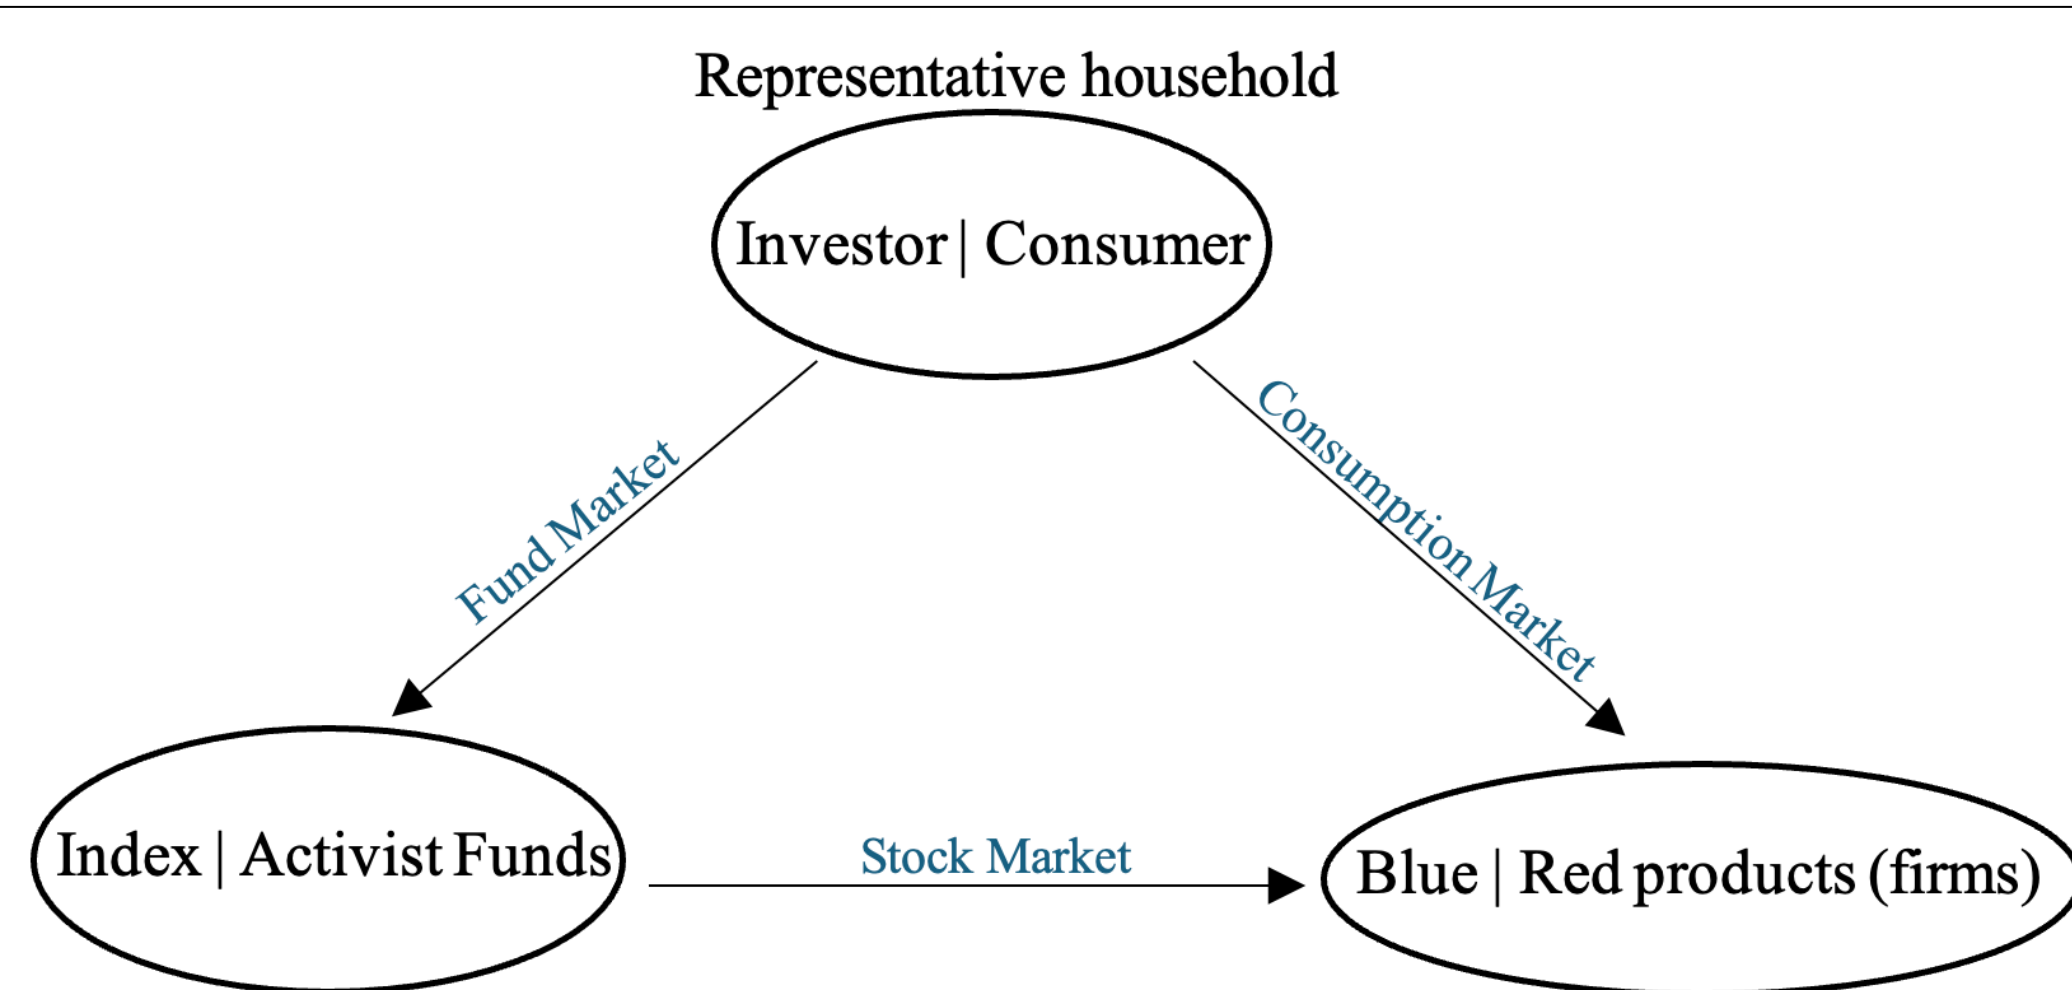 Representative household
Investor | Consumer
Fund Market
Consumption Market
Index | Activist Funds
Stock Market
Blue | Red products (firms)